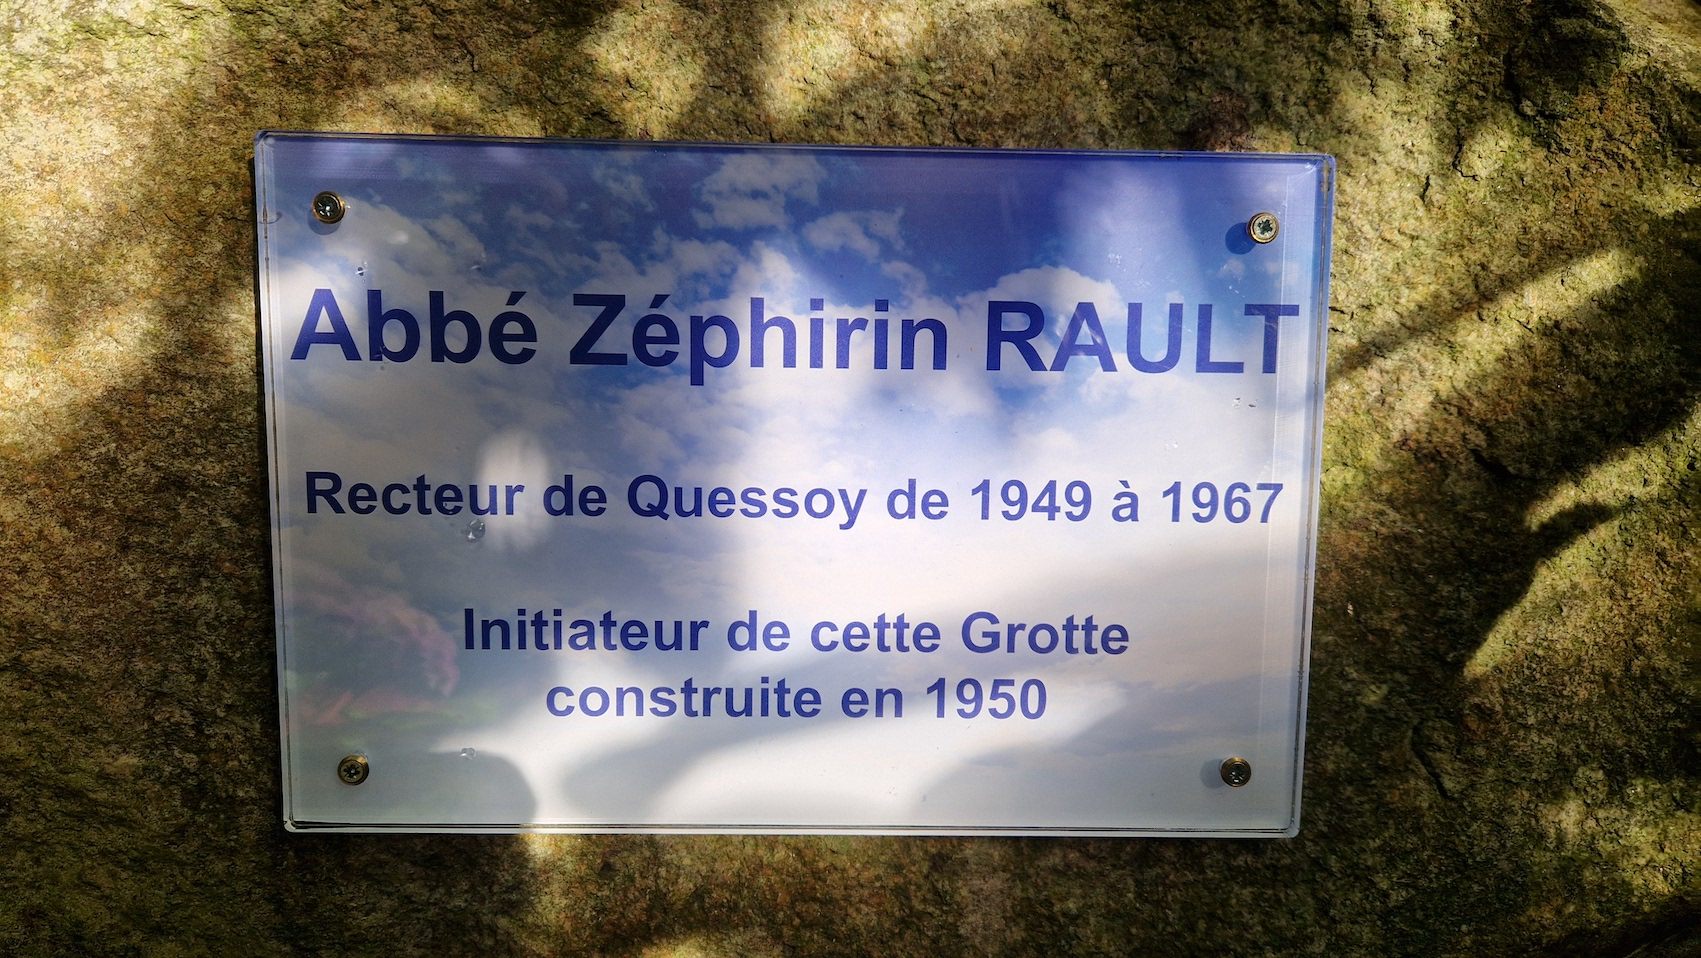 Abbé Zéphirin RAULT
Recteur de Quessoy de 1949 à 1967
Initiateur de cette Grotte
construite en 1950